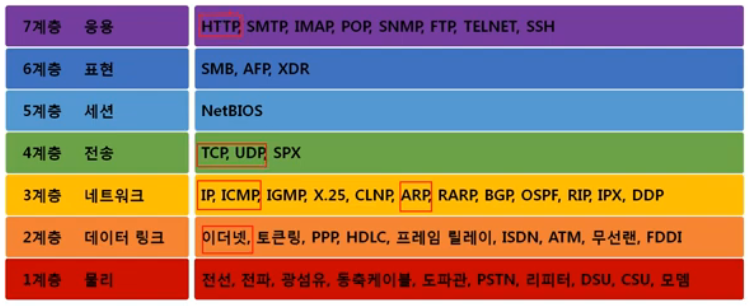 7계층 응용 HTTP, SMTP, IMAP, POP, SNMP, FTP, TELNET, SSH
6계층 표현 SMB, AFP, XDR
5계층 세션 NetBIOS
4계층 전송 TCP, UDP, SPX
3계층 네트워크 IP, ICMP, IGMP, X.25, CLNP, ARP, RARP, BGP, OSPF, RIP, IPX, DDP
2계층 데이터 링크 이더넷, 토큰링, PPP, HDLC, 프레임 릴레이, ISDN, ATM, 무선랜, FDDI
1계층 물리 전선, 전파, 광섬유, 동축케이블, 도파관, PSTN, 리피터, DSU, CSU, 모뎀